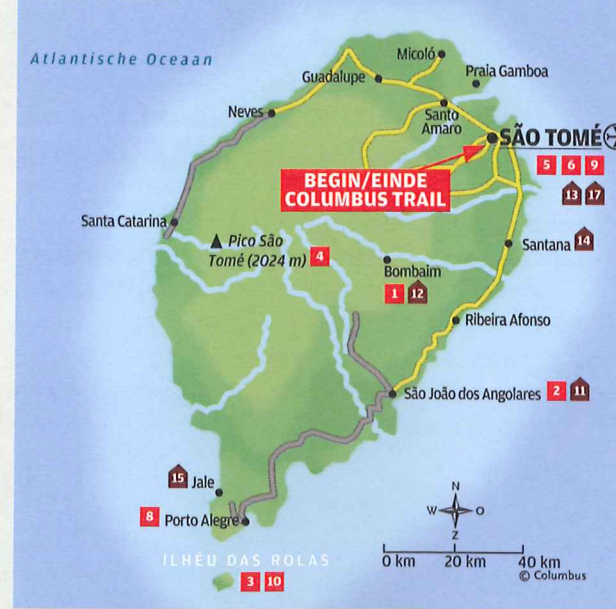 Atlantische Oceaan
Micoló
Guadalupe
Praia Gamboa
Neves
Santo
Amaro
SÃO TOMÉ
5 6 9
BEGIN/EINDE
COLUMBUS TRAIL
13 17
Santa Catarina
Pico São
Tomé (2024 m) 4
Santana 14
Bombaim
1 12
Ribeira Afonso
São João dos Angolares 2 11
15 Jale
8 Porto Alegre
N
W O
Z
ILHÉU DAS ROLAS
3 10
0 km 20 km 40 km
© Columbus